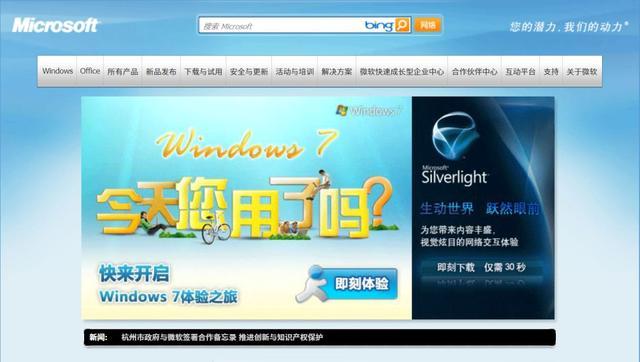 Microsoft
搜索 Microsoft
bing
网络
您的潜力，我们的动力
Windows Office 所有产品 新品发布 下载与试用 安全与更新 活动与培训 解决方案 微软快速成长型企业中心 合作伙伴中心 互动平台 支持 关于微软
Windows 7
Windows 7
今天您用了吗?
快来开启
Windows 7体验之旅
即刻体验
Microsoft
Silverlight
生动世界 跃然眼前
为您带来内容丰盛，
视觉炫目的网络交互体验
即刻下载 仅需 30 秒
新闻: 杭州市政府与微软签署合作备忘录 推进创新与知识产权保护